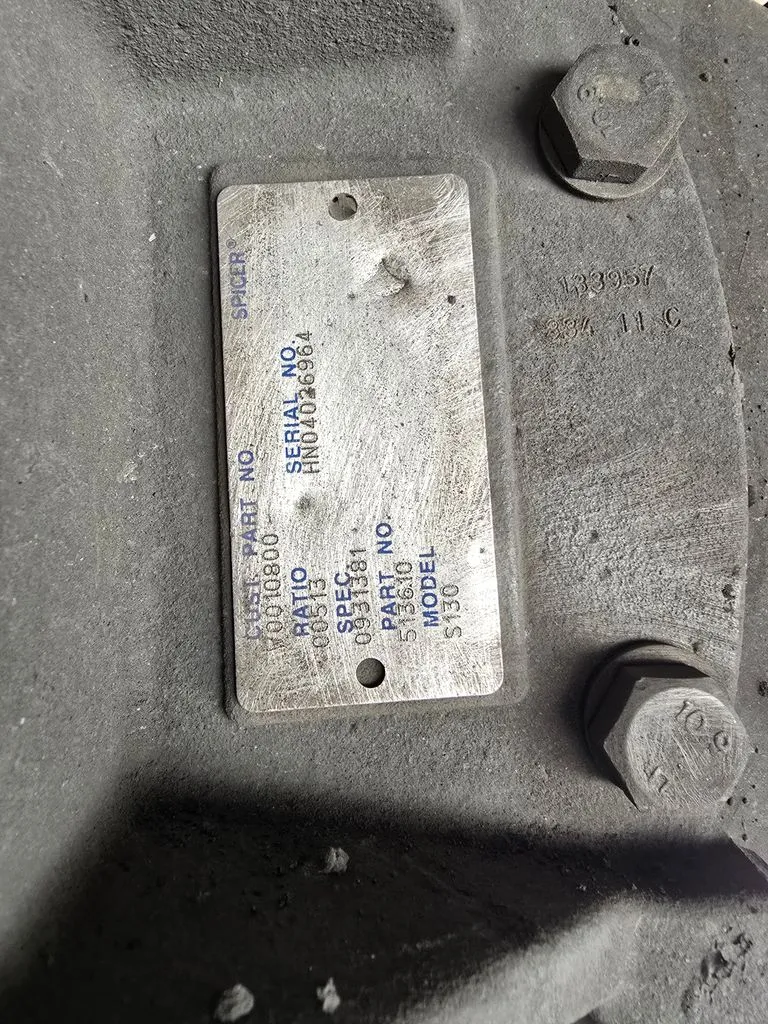 SPICER®
CUST. PART NO.
70010800
RATIO
00513
SERIAL NO.
HN04026964
SPEC.
0931381
PART NO.
513610
MODEL
S130
133957
11 C
10.9
10.9